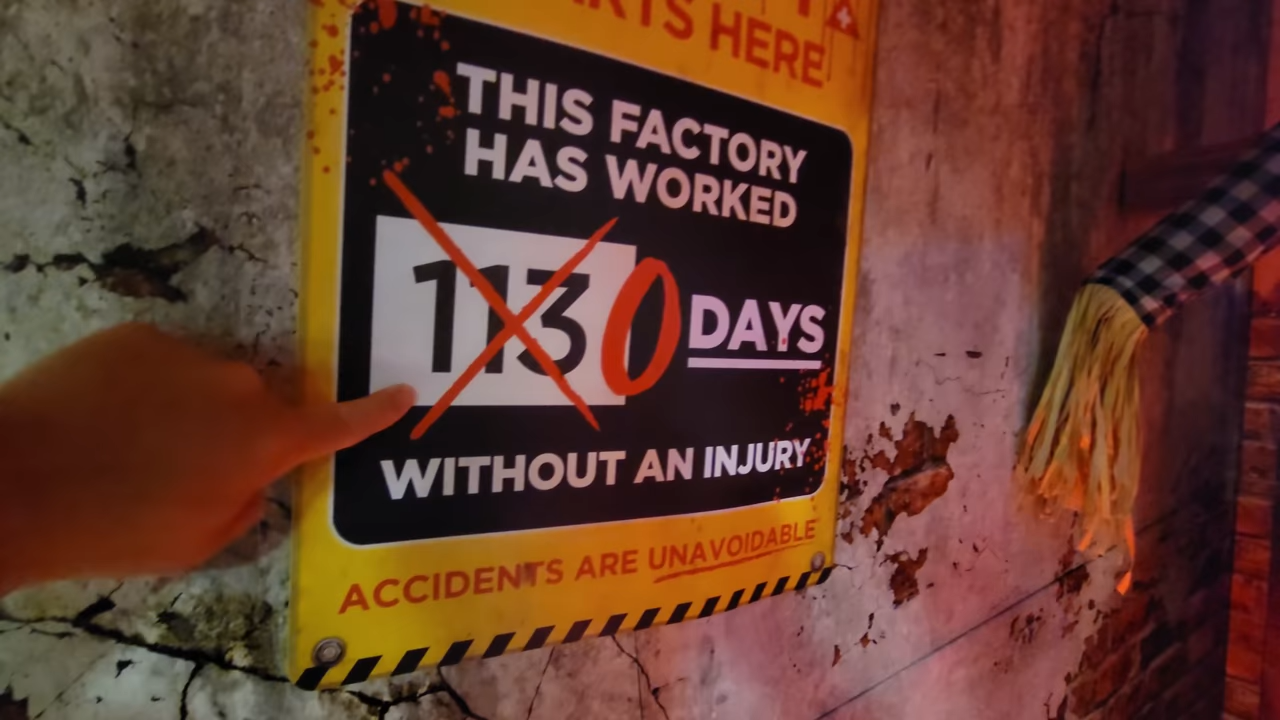 HERE
THIS FACTORY
HAS WORKED
113 0 DAYS
WITHOUT AN INJURY
ACCIDENTS ARE UNAVOIDABLE